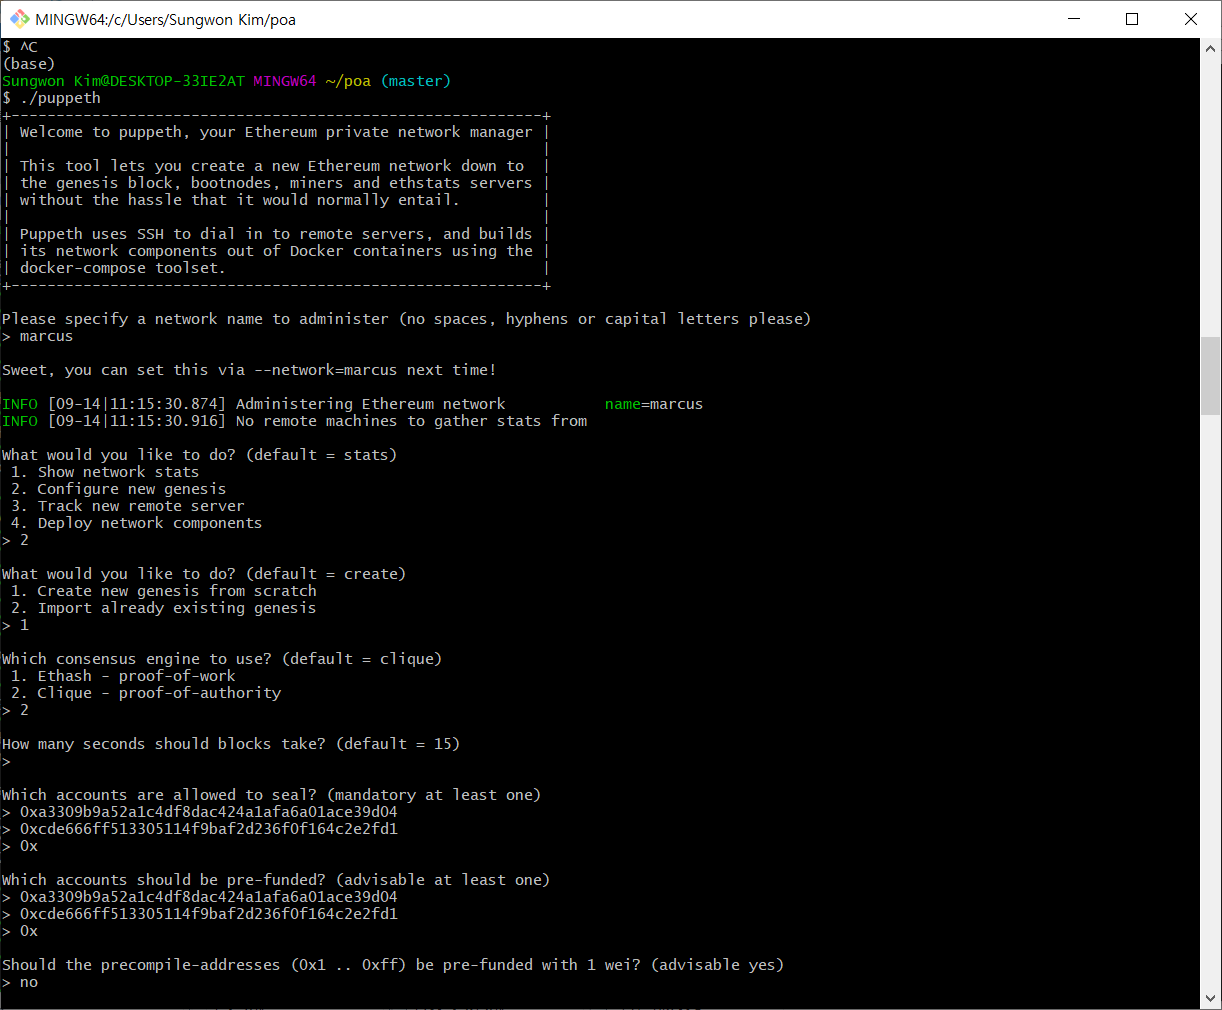 MINGW64:/c/Users/Sungwon Kim/poa
$ ^C
(base)
Sungwon Kim@DESKTOP-33IE2AT MINGW64 ~/poa (master)
$ ./puppeth
+-----------------------------------------------------------+
| Welcome to puppeth, your Ethereum private network manager |
|                                                           |
| This tool lets you create a new Ethereum network down to  |
| the genesis block, bootnodes, miners and ethstats servers |
| without the hassle that it would normally entail.         |
|                                                           |
| Puppeth uses SSH to dial in to remote servers, and builds |
| its network components out of Docker containers using the |
| docker-compose toolset.                                   |
+-----------------------------------------------------------+
Please specify a network name to administer (no spaces, hyphens or capital letters please)
> marcus
Sweet, you can set this via --network=marcus next time!
INFO [09-14|11:15:30.874] Administering Ethereum network           name=marcus
INFO [09-14|11:15:30.916] No remote machines to gather stats from
What would you like to do? (default = stats)
 1. Show network stats
 2. Configure new genesis
 3. Track new remote server
 4. Deploy network components
> 2
What would you like to do? (default = create)
 1. Create new genesis from scratch
 2. Import already existing genesis
> 1
Which consensus engine to use? (default = clique)
 1. Ethash - proof-of-work
 2. Clique - proof-of-authority
> 2
How many seconds should blocks take? (default = 15)
>
Which accounts are allowed to seal? (mandatory at least one)
> 0xa3309b9a52a1c4df8dac424a1afa6a01ace39d04
> 0xcde666ff513305114f9baf2d236f0f164c2e2fd1
> 0x
Which accounts should be pre-funded? (advisable at least one)
> 0xa3309b9a52a1c4df8dac424a1afa6a01ace39d04
> 0xcde666ff513305114f9baf2d236f0f164c2e2fd1
> 0x
Should the precompile-addresses (0x1 .. 0xff) be pre-funded with 1 wei? (advisable yes)
> no